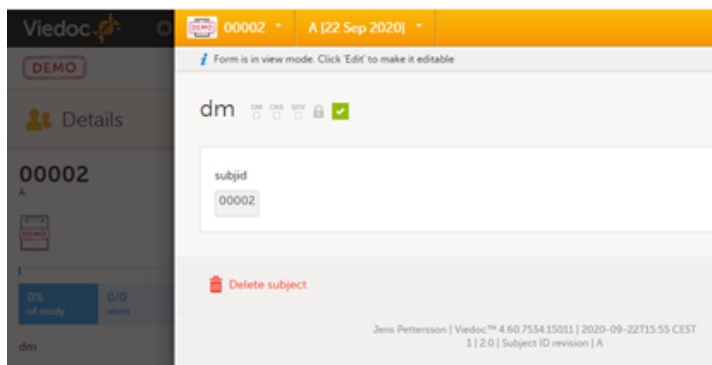 Viedoc
DEMO 00002 A [22 Sep 2020]
DEMO
Form is in view mode. Click 'Edit' to make it editable
dm DM CRA SDV
Details
00002
A
subjid
00002
DEMO
Delete subject
0% 0/0
of study visits
Jens Pettersson | Viedoc™ 4.60.7534.15011 | 2020-09-22T15:55 CEST
1 | 2.0 | Subject ID revision | A
dm